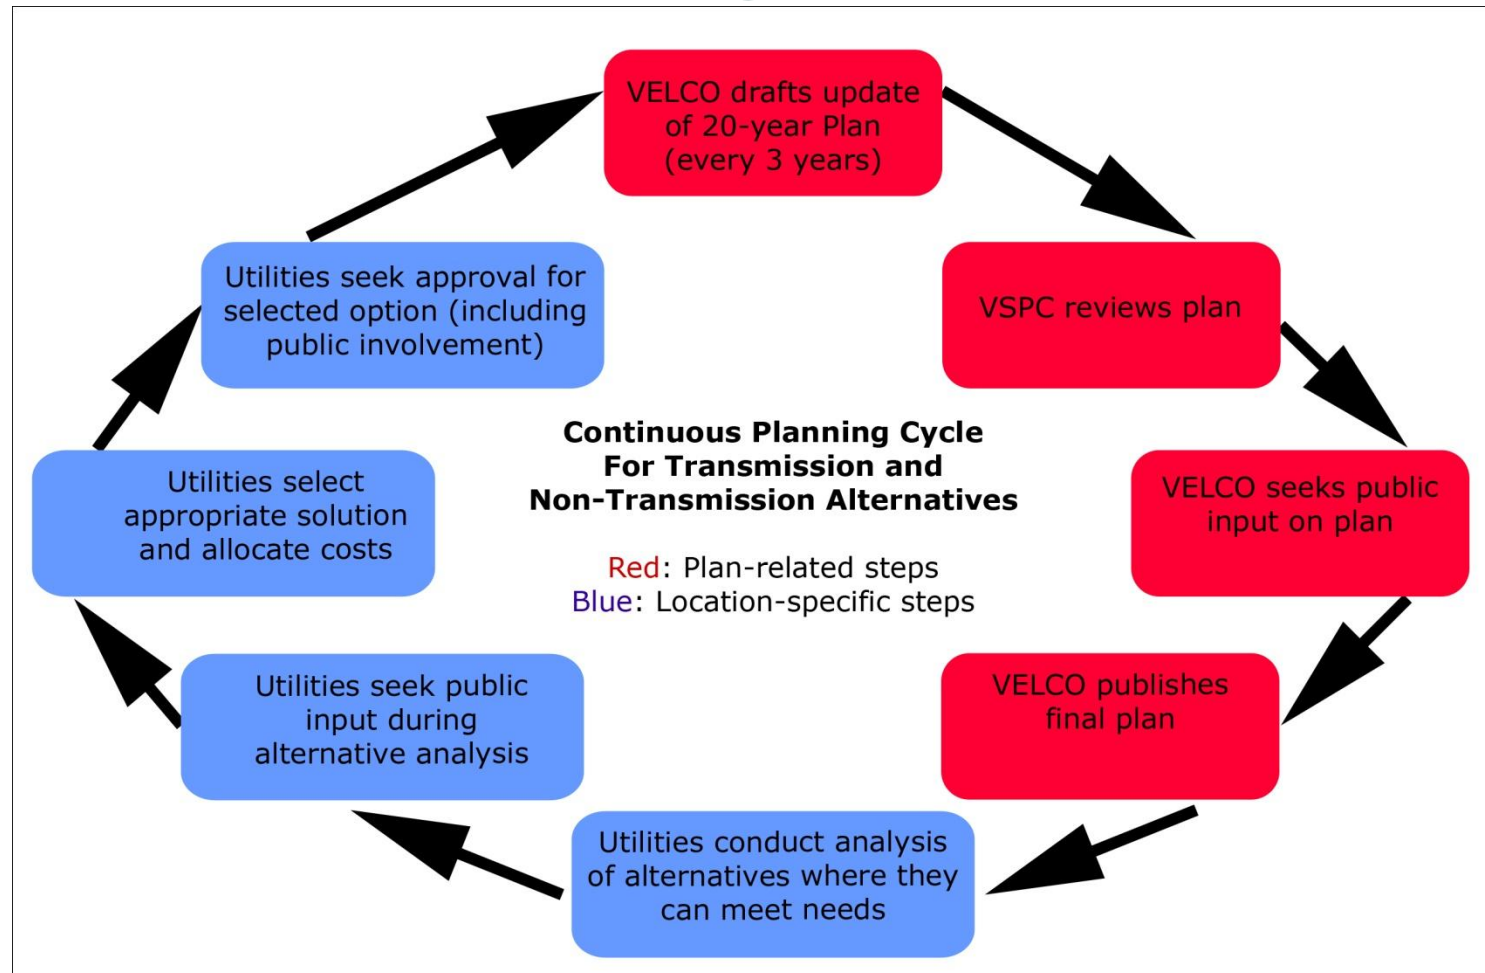 VELCO drafts update
of 20-year Plan
(every 3 years)
VSPC reviews plan
VELCO seeks public
input on plan
VELCO publishes
final plan
Utilities conduct analysis
of alternatives where they
can meet needs
Utilities seek public
input during
alternative analysis
Utilities select
appropriate solution
and allocate costs
Utilities seek approval for
selected option (including
public involvement)
Continuous Planning Cycle
For Transmission and
Non-Transmission Alternatives
Red: Plan-related steps
Blue: Location-specific steps